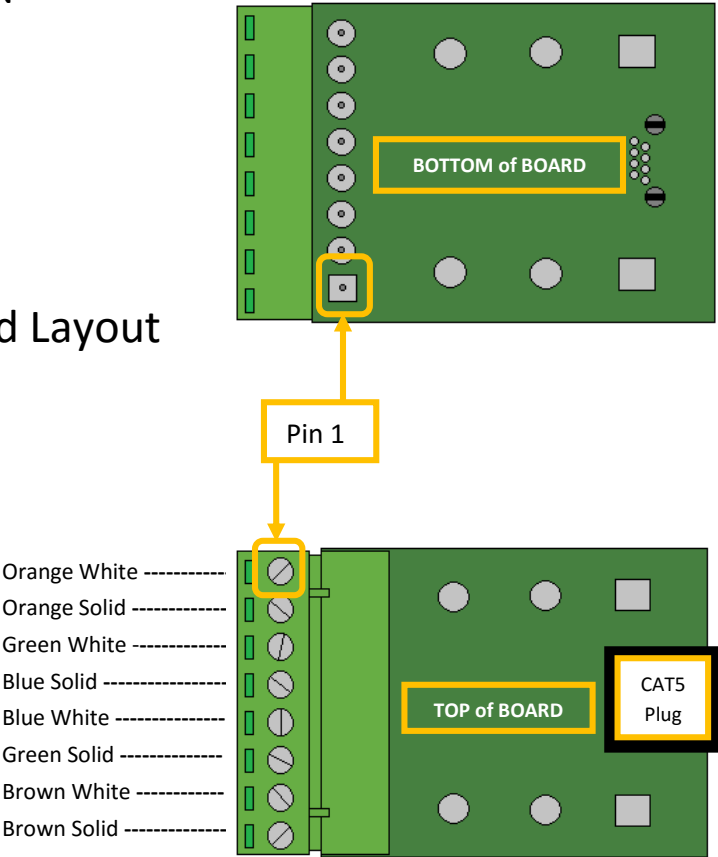 BOTTOM of BOARD
d Layout
Pin 1
Orange White ------------
Orange Solid --------------
Green White ------------
Blue Solid ------------------
Blue White ----------------
Green Solid ---------------
Brown White -------------
Brown Solid ---------------
TOP of BOARD
CAT5
Plug